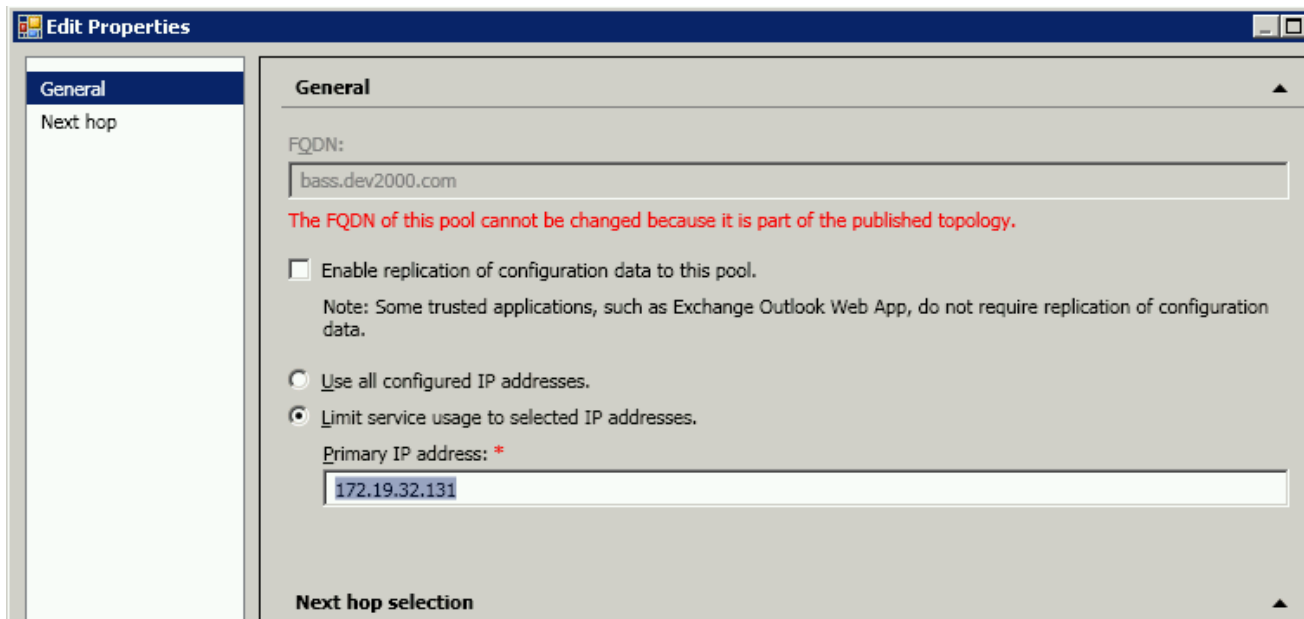 Edit Properties
General
Next hop
General
FQDN:
bass.dev2000.com
The FQDN of this pool cannot be changed because it is part of the published topology.
Enable replication of configuration data to this pool.
Note: Some trusted applications, such as Exchange Outlook Web App, do not require replication of configuration
data.
Use all configured IP addresses.
Limit service usage to selected IP addresses.
Primary IP address: *
172.19.32.131
Next hop selection